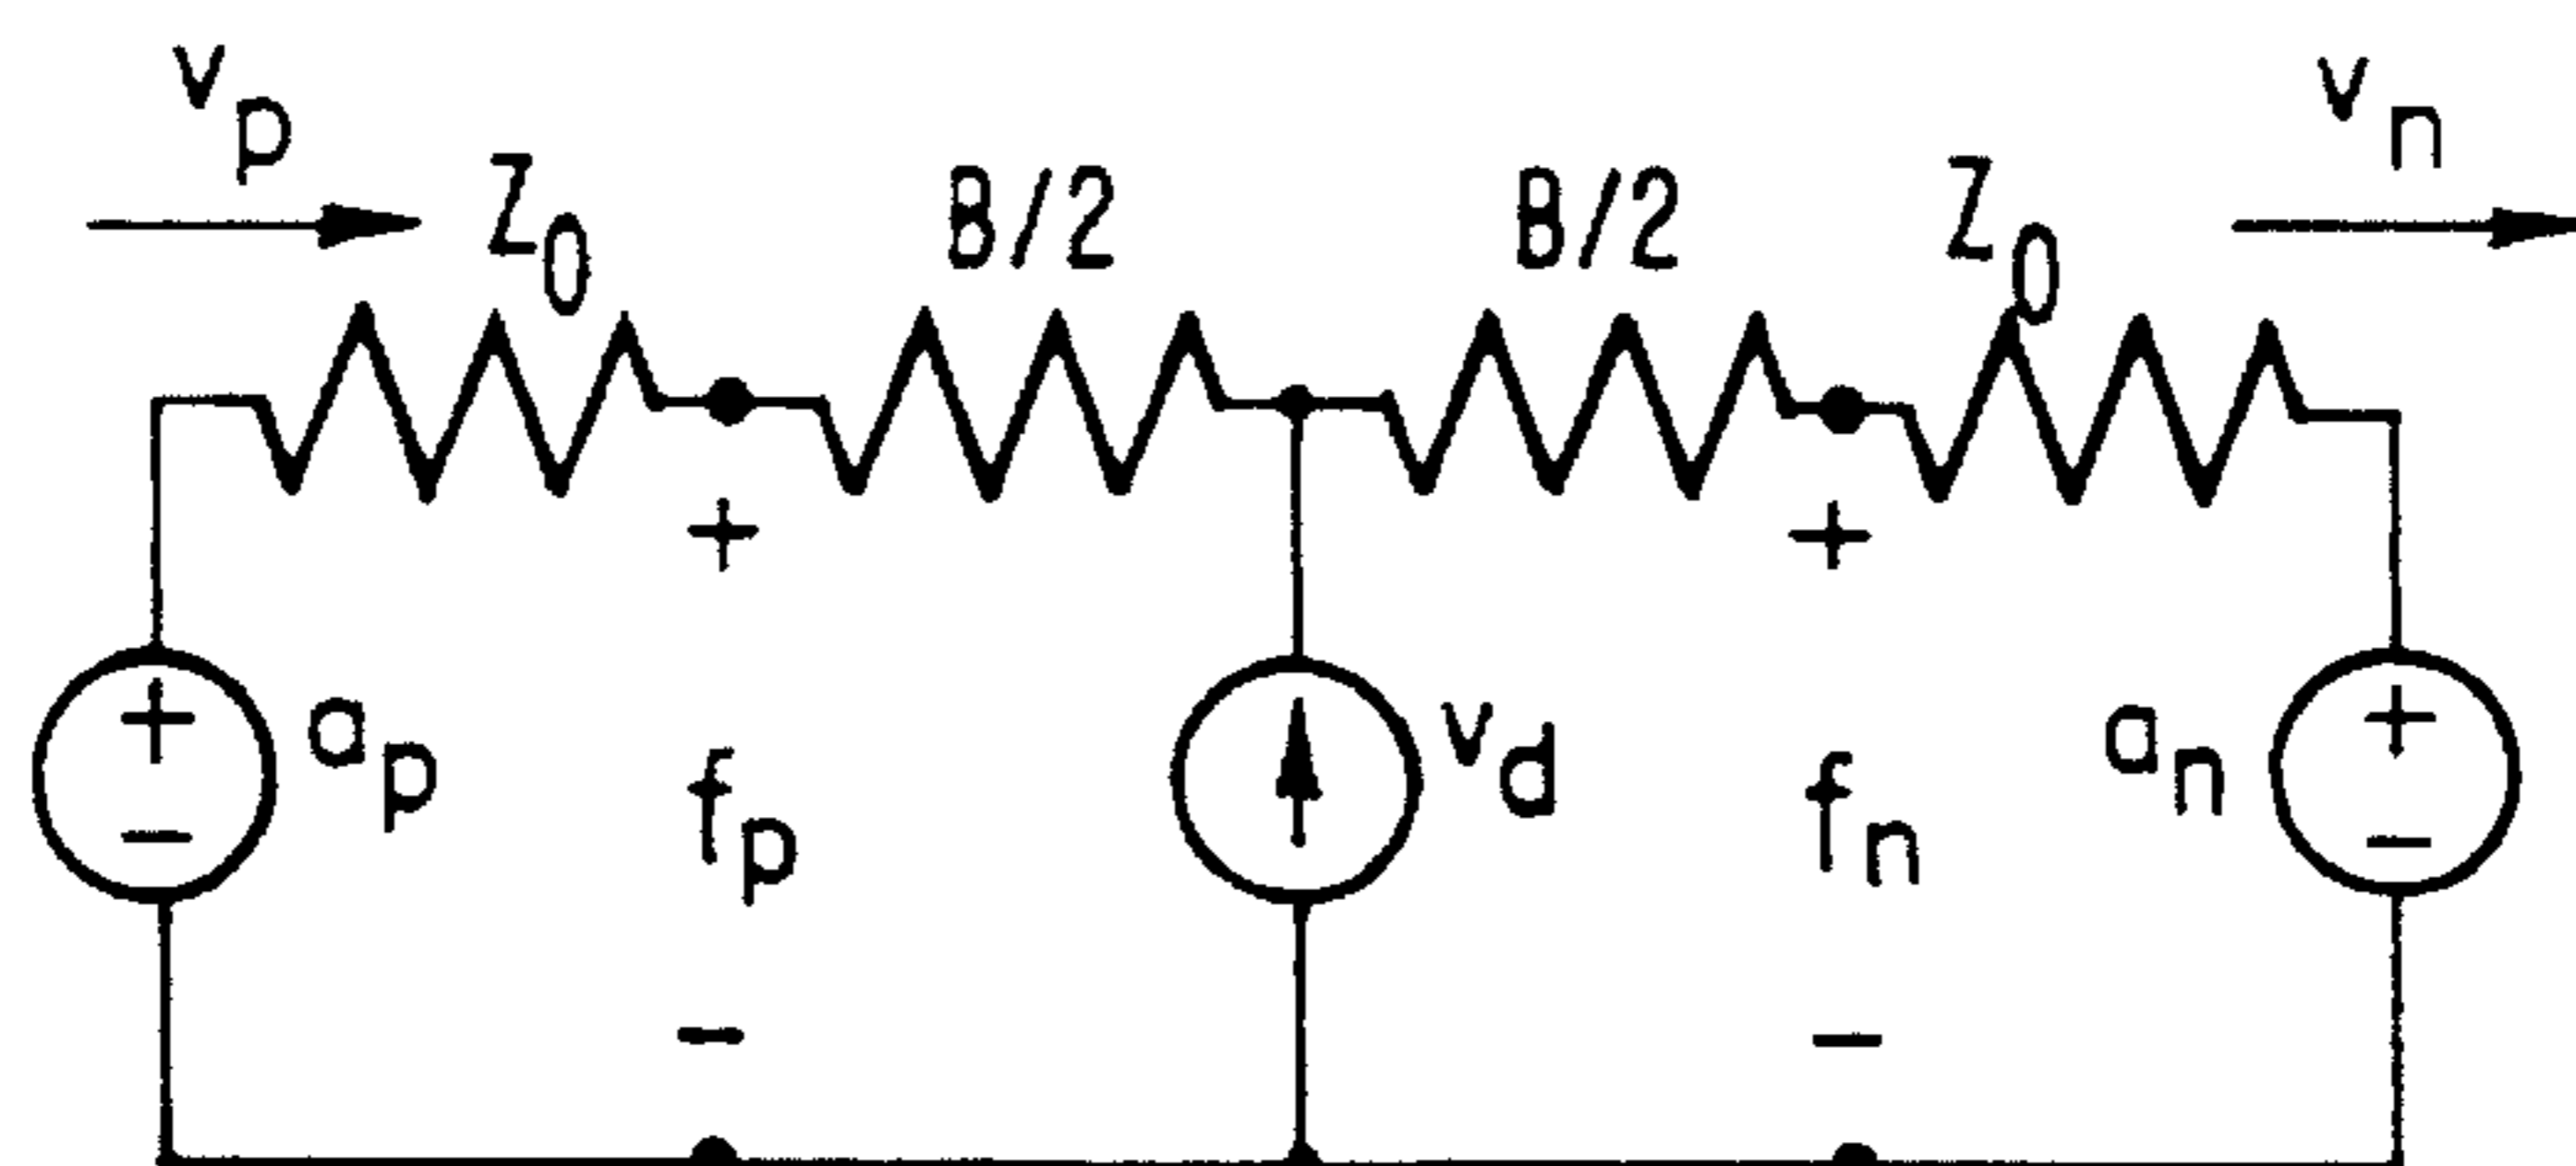 v_p
Z_0
B/2
B/2
Z_0
v_n
+
+
+
−
a_p
f_p
v_d
f_n
a_n
+
−
−
−